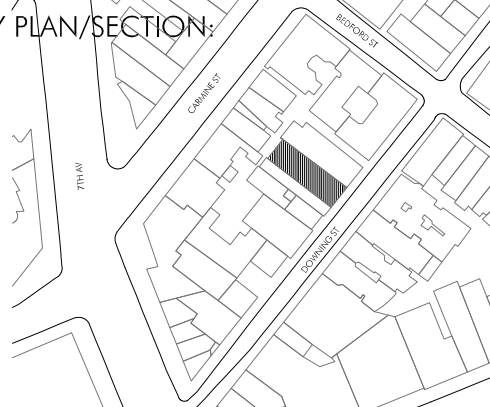 PLAN/SECTION:
BEDFORD ST
CARMINE ST
7TH AV
DOWNING ST